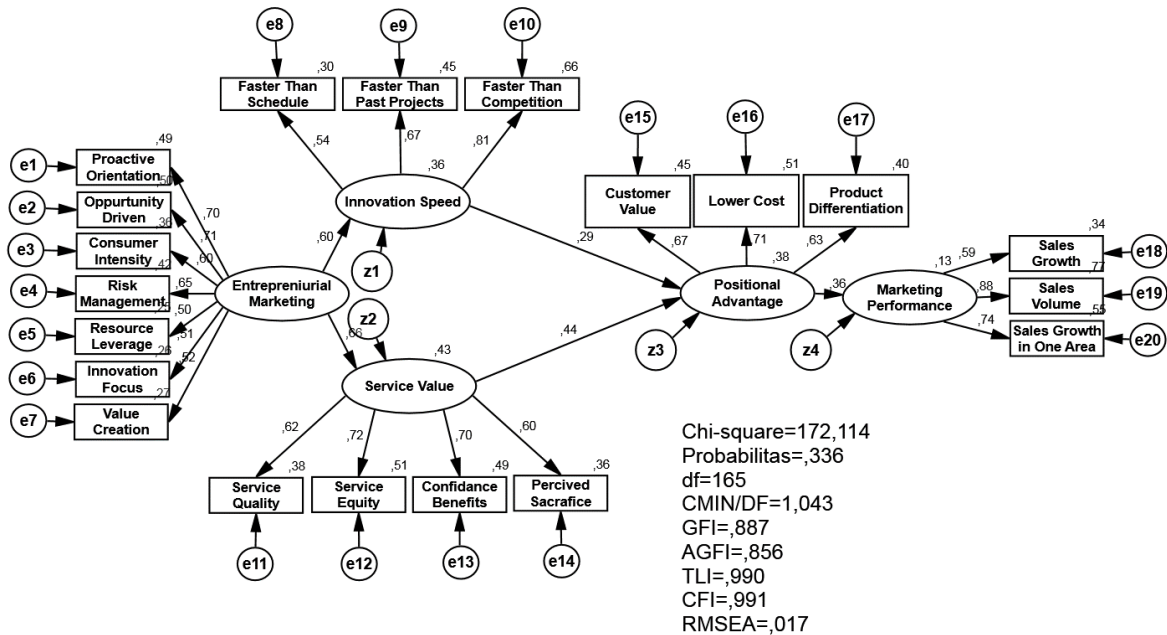 e8
e9
e10
,30
,45
,66
Faster Than
Schedule
Faster Than
Past Projects
Faster Than
Competition
,54
,67
,81
e15
e16
e17
,45
,51
,40
Customer
Value
Lower Cost
Product
Differentiation
,67
,71
,63
,49
e1
Proactive
Orientation
,50
e2
Oppurtunity
Driven
,36
e3
Consumer
Intensity
,42
e4
Risk
Management
,25
e5
Resource
Leverage
,26
e6
Innovation
Focus
,27
e7
Value
Creation
,70
,71
,60
,65
,50
,51
,52
Entrepreniurial
Marketing
,60
,66
,36
Innovation Speed
z1
z2
,43
Service Value
,29
,44
,38
Positional
Advantage
z3
,36
,13
Marketing
Performance
z4
,59
,88
,74
,34
Sales
Growth
e18
,77
Sales
Volume
e19
,55
Sales Growth
in One Area
e20
,62
,72
,70
,60
,38
,51
,49
,36
Service
Quality
Service
Equity
Confidance
Benefits
Percived
Sacrafice
e11
e12
e13
e14
Chi-square=172,114
Probabilitas=,336
df=165
CMIN/DF=1,043
GFI=,887
AGFI=,856
TLI=,990
CFI=,991
RMSEA=,017